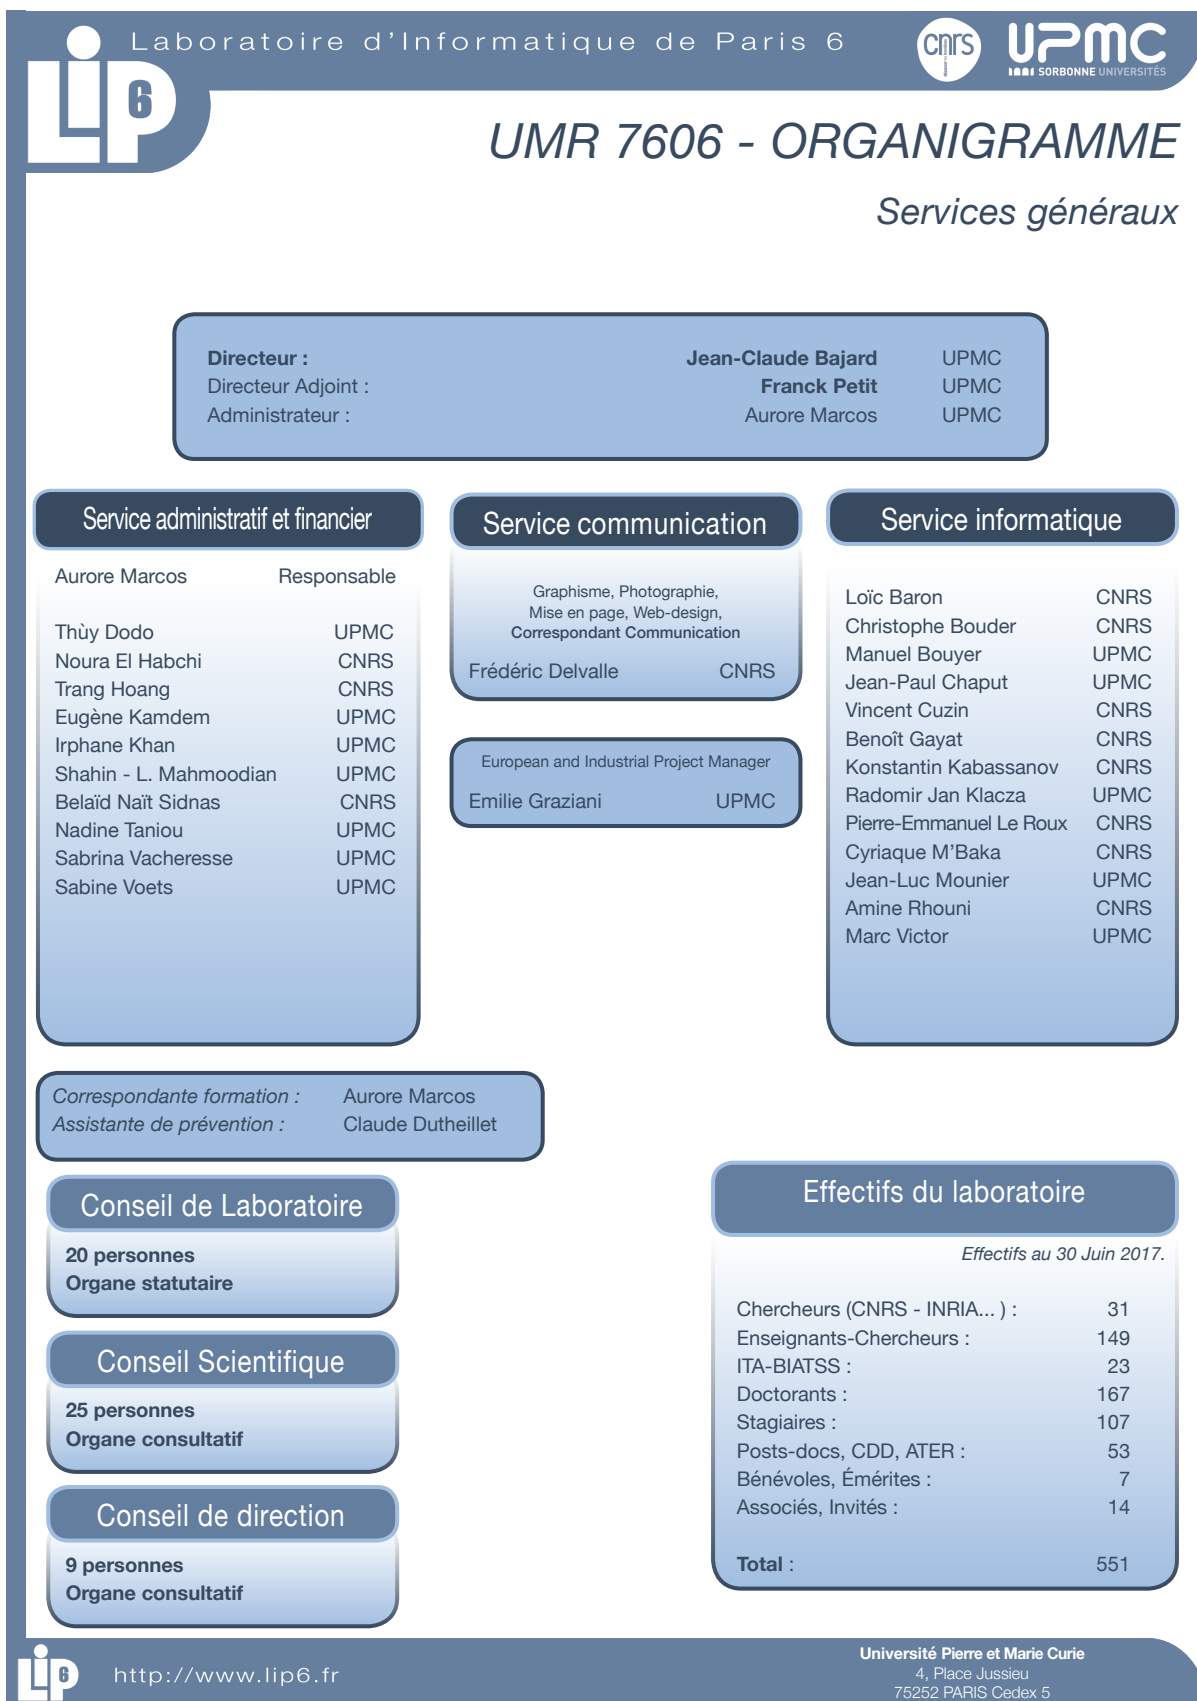 Laboratoire d'Informatique de Paris 6
LIP6
cnrs
UPMC
SORBONNE UNIVERSITÉS
UMR 7606 - ORGANIGRAMME
Services généraux
Directeur : Jean-Claude Bajard UPMC
Directeur Adjoint : Franck Petit UPMC
Administrateur : Aurore Marcos UPMC
Service administratif et financier
Aurore Marcos Responsable
Thùy Dodo UPMC
Noura El Habchi CNRS
Trang Hoang CNRS
Eugène Kamdem UPMC
Irphane Khan UPMC
Shahin - L. Mahmoodian UPMC
Belaïd Naït Sidnas CNRS
Nadine Taniou UPMC
Sabrina Vacheresse UPMC
Sabine Voets UPMC
Service communication
Graphisme, Photographie,
Mise en page, Web-design,
Correspondant Communication
Frédéric Delvalle CNRS
European and Industrial Project Manager
Emilie Graziani UPMC
Service informatique
Loïc Baron CNRS
Christophe Bouder CNRS
Manuel Bouyer UPMC
Jean-Paul Chaput UPMC
Vincent Cuzin CNRS
Benoît Gayat CNRS
Konstantin Kabassanov CNRS
Radomir Jan Klacza UPMC
Pierre-Emmanuel Le Roux CNRS
Cyriaque M'Baka CNRS
Jean-Luc Mounier UPMC
Amine Rhouni CNRS
Marc Victor UPMC
Correspondante formation : Aurore Marcos
Assistante de prévention : Claude Dutheillet
Conseil de Laboratoire
20 personnes
Organe statutaire
Conseil Scientifique
25 personnes
Organe consultatif
Conseil de direction
9 personnes
Organe consultatif
Effectifs du laboratoire
Effectifs au 30 Juin 2017.
Chercheurs (CNRS - INRIA... ) : 31
Enseignants-Chercheurs : 149
ITA-BIATSS : 23
Doctorants : 167
Stagiaires : 107
Posts-docs, CDD, ATER : 53
Bénévoles, Émérites : 7
Associés, Invités : 14
Total : 551
LIP6
http://www.lip6.fr
Université Pierre et Marie Curie
4, Place Jussieu
75252 PARIS Cedex 5